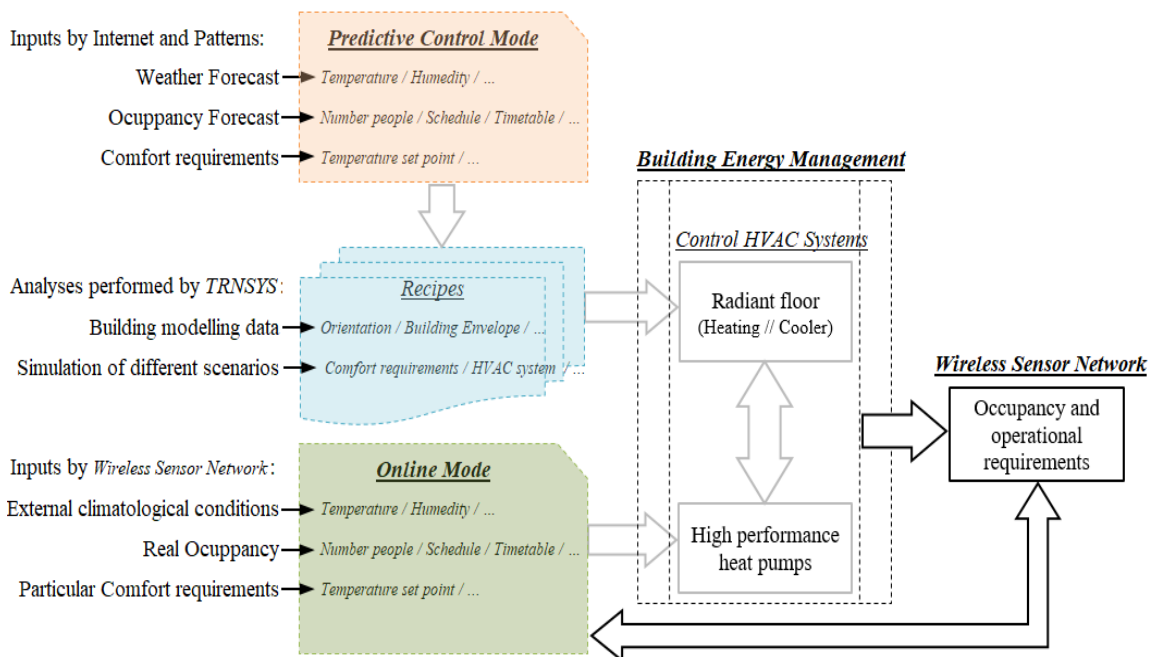 Inputs by Internet and Patterns:
Predictive Control Mode
Weather Forecast
Temperature / Humedity / ...
Ocuppancy Forecast
Number people / Schedule / Timetable / ...
Comfort requirements
Temperature set point / ...
Building Energy Management
Control HVAC Systems
Analyses performed by TRNSYS:
Recipes
Building modelling data
Orientation / Building Envelope / ...
Simulation of different scenarios
Comfort requirements / HVAC system / ...
Radiant floor
(Heating // Cooler)
Wireless Sensor Network
Occupancy and
operational
requirements
Inputs by Wireless Sensor Network:
Online Mode
External climatological conditions
Temperature / Humedity / ...
Real Ocuppancy
Number people / Schedule / Timetable / ...
Particular Comfort requirements
Temperature set point / ...
High performance
heat pumps